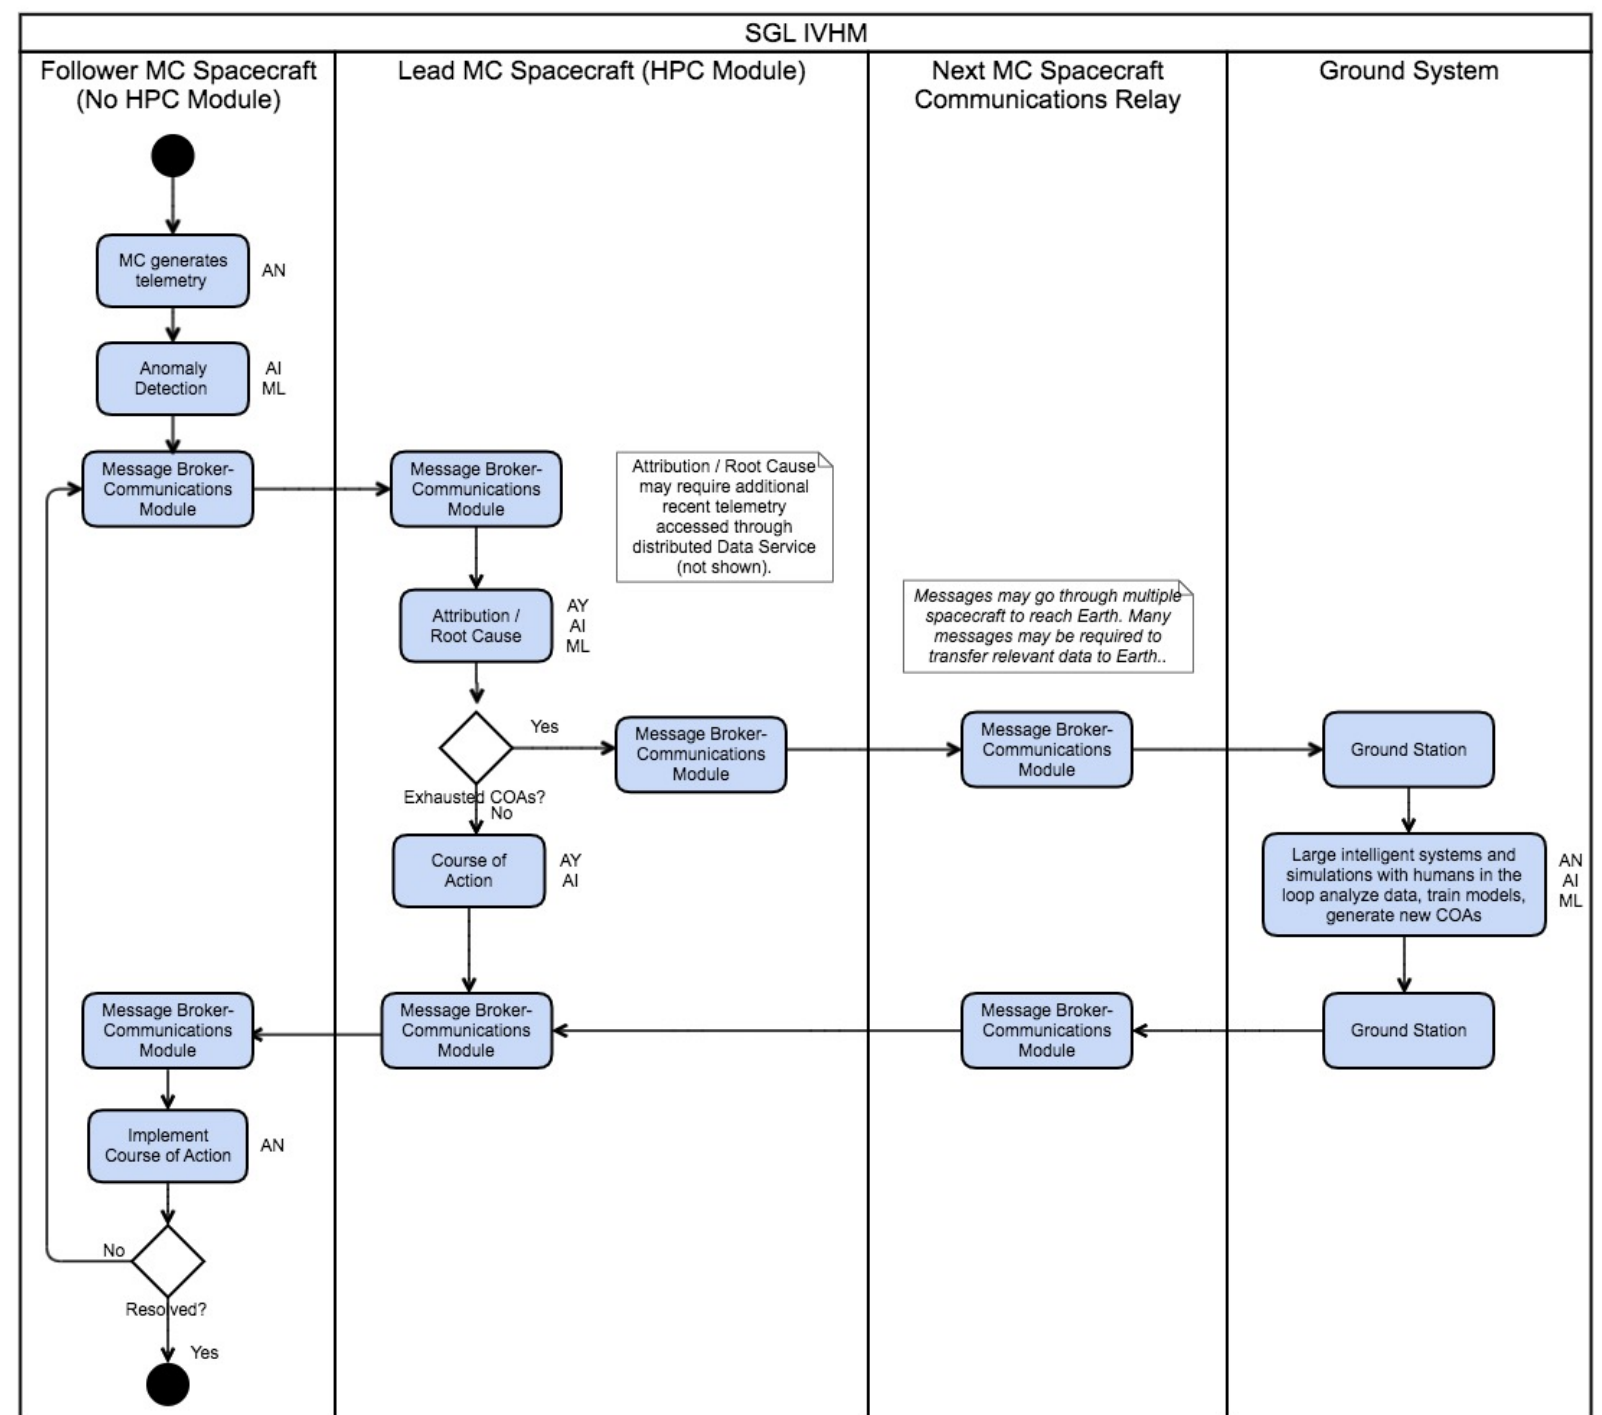 SGL IVHM
Follower MC Spacecraft
(No HPC Module)
Lead MC Spacecraft (HPC Module)
Next MC Spacecraft
Communications Relay
Ground System
MC generates
telemetry
AN
Anomaly
Detection
AI
ML
Message Broker-
Communications
Module
Message Broker-
Communications
Module
Attribution / Root Cause
may require additional
recent telemetry
accessed through
distributed Data Service
(not shown).
Attribution /
Root Cause
AY
AI
ML
Messages may go through multiple
spacecraft to reach Earth. Many
messages may be required to
transfer relevant data to Earth..
Yes
Exhausted COAs?
No
Message Broker-
Communications
Module
Message Broker-
Communications
Module
Ground Station
Course of
Action
AY
AI
Large intelligent systems and
simulations with humans in the
loop analyze data, train models,
generate new COAs
AN
AI
ML
Message Broker-
Communications
Module
Message Broker-
Communications
Module
Message Broker-
Communications
Module
Ground Station
Implement
Course of Action
AN
No
Resolved?
Yes